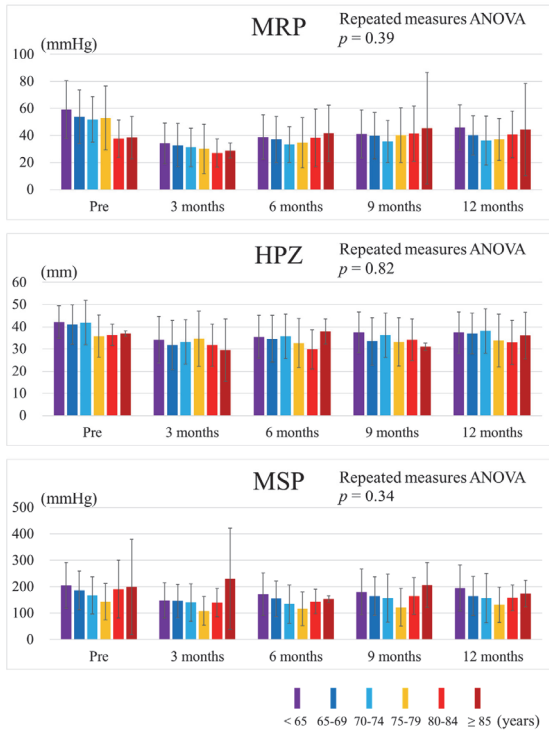 MRP
Repeated measures ANOVA
p = 0.39
(mmHg)
100
80
60
40
20
0
Pre 3 months 6 months 9 months 12 months
HPZ
Repeated measures ANOVA
p = 0.82
(mm)
60
50
40
30
20
10
0
Pre 3 months 6 months 9 months 12 months
MSP
Repeated measures ANOVA
p = 0.34
(mmHg)
500
400
300
200
100
0
Pre 3 months 6 months 9 months 12 months
< 65 65-69 70-74 75-79 80-84 ≥ 85 (years)